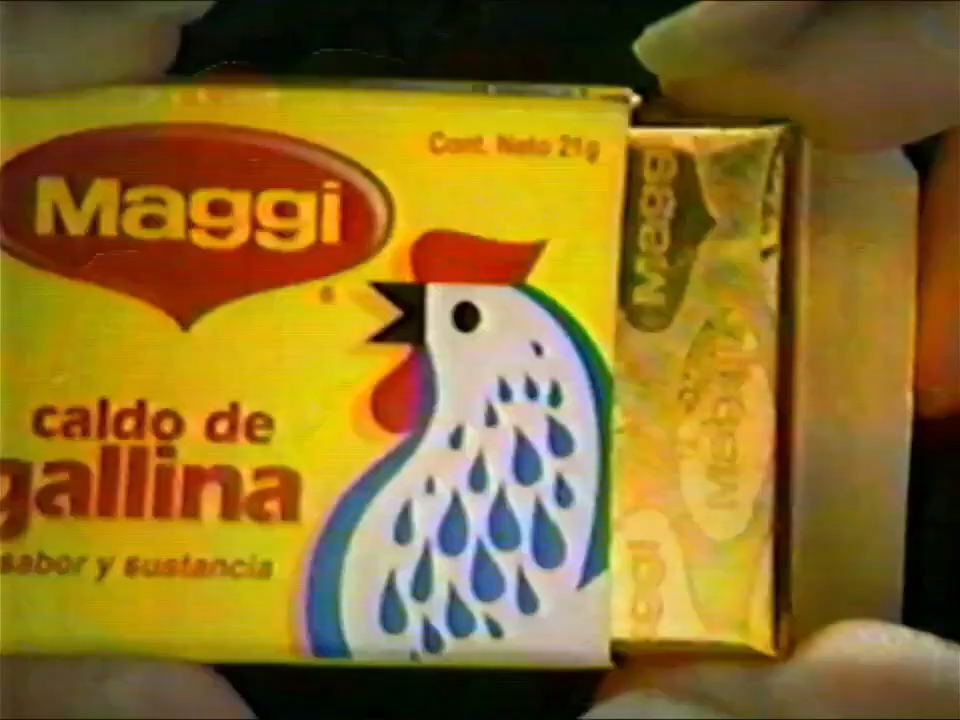 Cont. Neto 21g
Maggi
®
caldo de
gallina
sabor y sustancia
Maggi